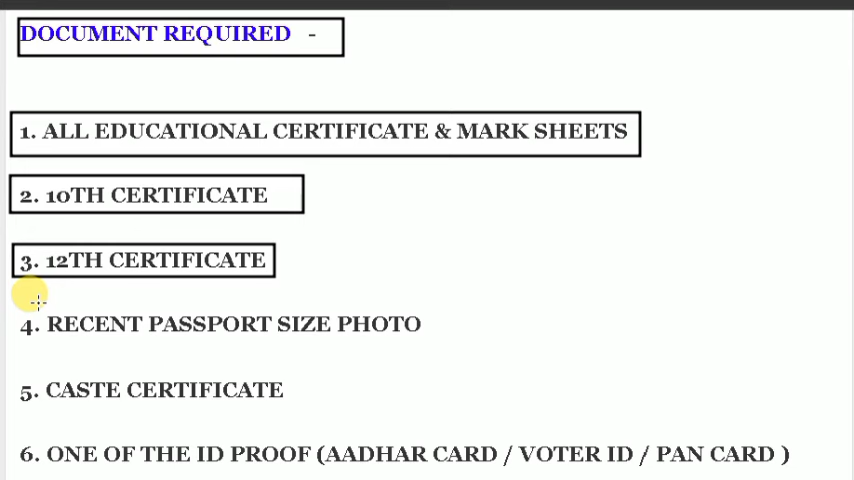 DOCUMENT REQUIRED -
1. ALL EDUCATIONAL CERTIFICATE & MARK SHEETS
2. 10TH CERTIFICATE
3. 12TH CERTIFICATE
4. RECENT PASSPORT SIZE PHOTO
5. CASTE CERTIFICATE
6. ONE OF THE ID PROOF (AADHAR CARD / VOTER ID / PAN CARD )